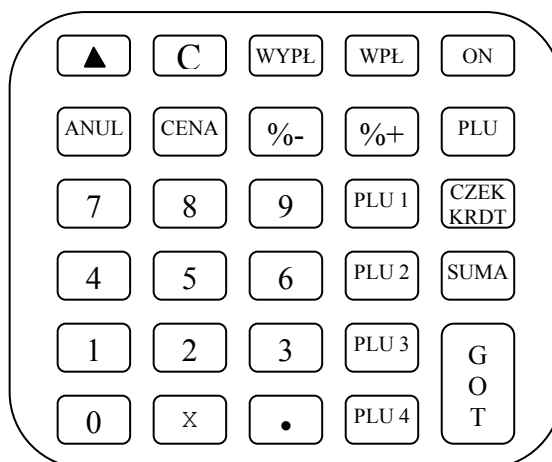 ▲ C WYPŁ WPŁ ON
ANUL CENA %- %+ PLU
7 8 9 PLU 1 CZEK
KRDT
4 5 6 PLU 2 SUMA
1 2 3 PLU 3 G
O
T
0 X • PLU 4